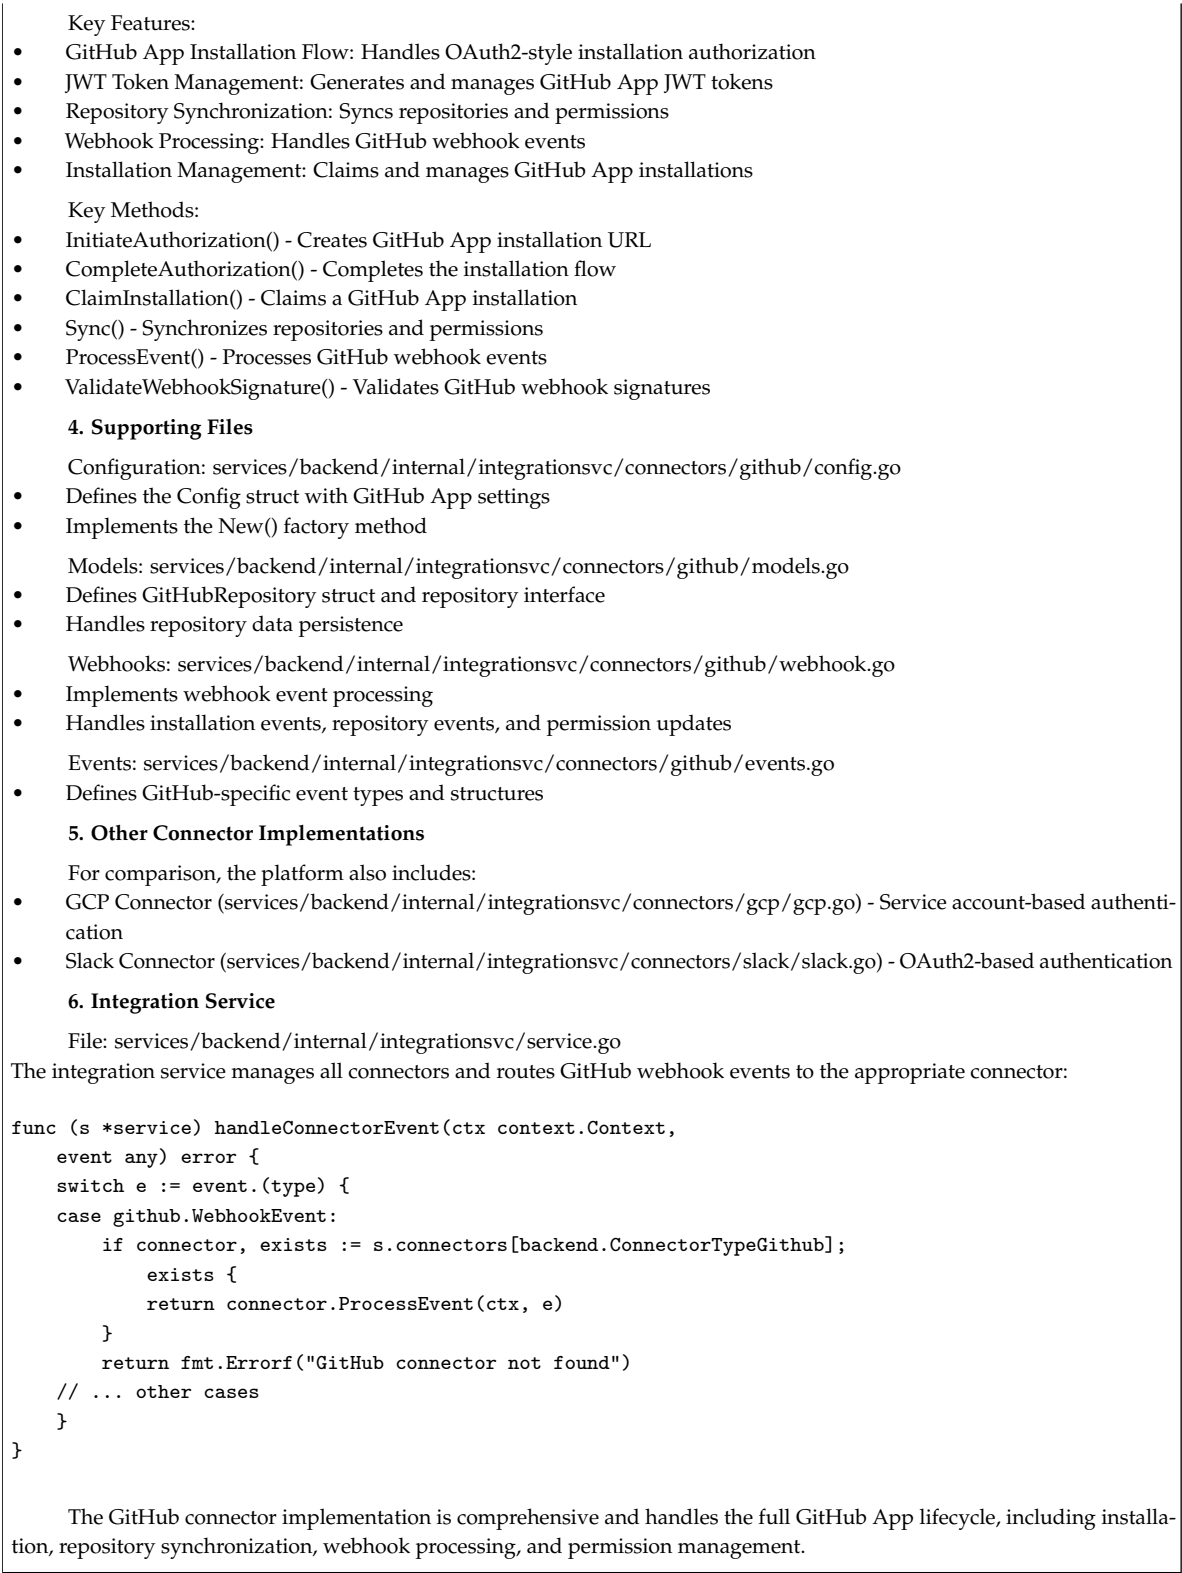 Key Features:
• GitHub App Installation Flow: Handles OAuth2-style installation authorization
• JWT Token Management: Generates and manages GitHub App JWT tokens
• Repository Synchronization: Syncs repositories and permissions
• Webhook Processing: Handles GitHub webhook events
• Installation Management: Claims and manages GitHub App installations
Key Methods:
• InitiateAuthorization() - Creates GitHub App installation URL
• CompleteAuthorization() - Completes the installation flow
• ClaimInstallation() - Claims a GitHub App installation
• Sync() - Synchronizes repositories and permissions
• ProcessEvent() - Processes GitHub webhook events
• ValidateWebhookSignature() - Validates GitHub webhook signatures
4. Supporting Files
Configuration: services/backend/internal/integrationsvc/connectors/github/config.go
• Defines the Config struct with GitHub App settings
• Implements the New() factory method
Models: services/backend/internal/integrationsvc/connectors/github/models.go
• Defines GitHubRepository struct and repository interface
• Handles repository data persistence
Webhooks: services/backend/internal/integrationsvc/connectors/github/webhook.go
• Implements webhook event processing
• Handles installation events, repository events, and permission updates
Events: services/backend/internal/integrationsvc/connectors/github/events.go
• Defines GitHub-specific event types and structures
5. Other Connector Implementations
For comparison, the platform also includes:
• GCP Connector (services/backend/internal/integrationsvc/connectors/gcp/gcp.go) - Service account-based authenti-
cation
• Slack Connector (services/backend/internal/integrationsvc/connectors/slack/slack.go) - OAuth2-based authentication
6. Integration Service
File: services/backend/internal/integrationsvc/service.go
The integration service manages all connectors and routes GitHub webhook events to the appropriate connector:
func (s *service) handleConnectorEvent(ctx context.Context,
    event any) error {
    switch e := event.(type) {
    case github.WebhookEvent:
        if connector, exists := s.connectors[backend.ConnectorTypeGithub];
            exists {
            return connector.ProcessEvent(ctx, e)
        }
        return fmt.Errorf("GitHub connector not found")
    // ... other cases
    }
}
The GitHub connector implementation is comprehensive and handles the full GitHub App lifecycle, including installa-
tion, repository synchronization, webhook processing, and permission management.